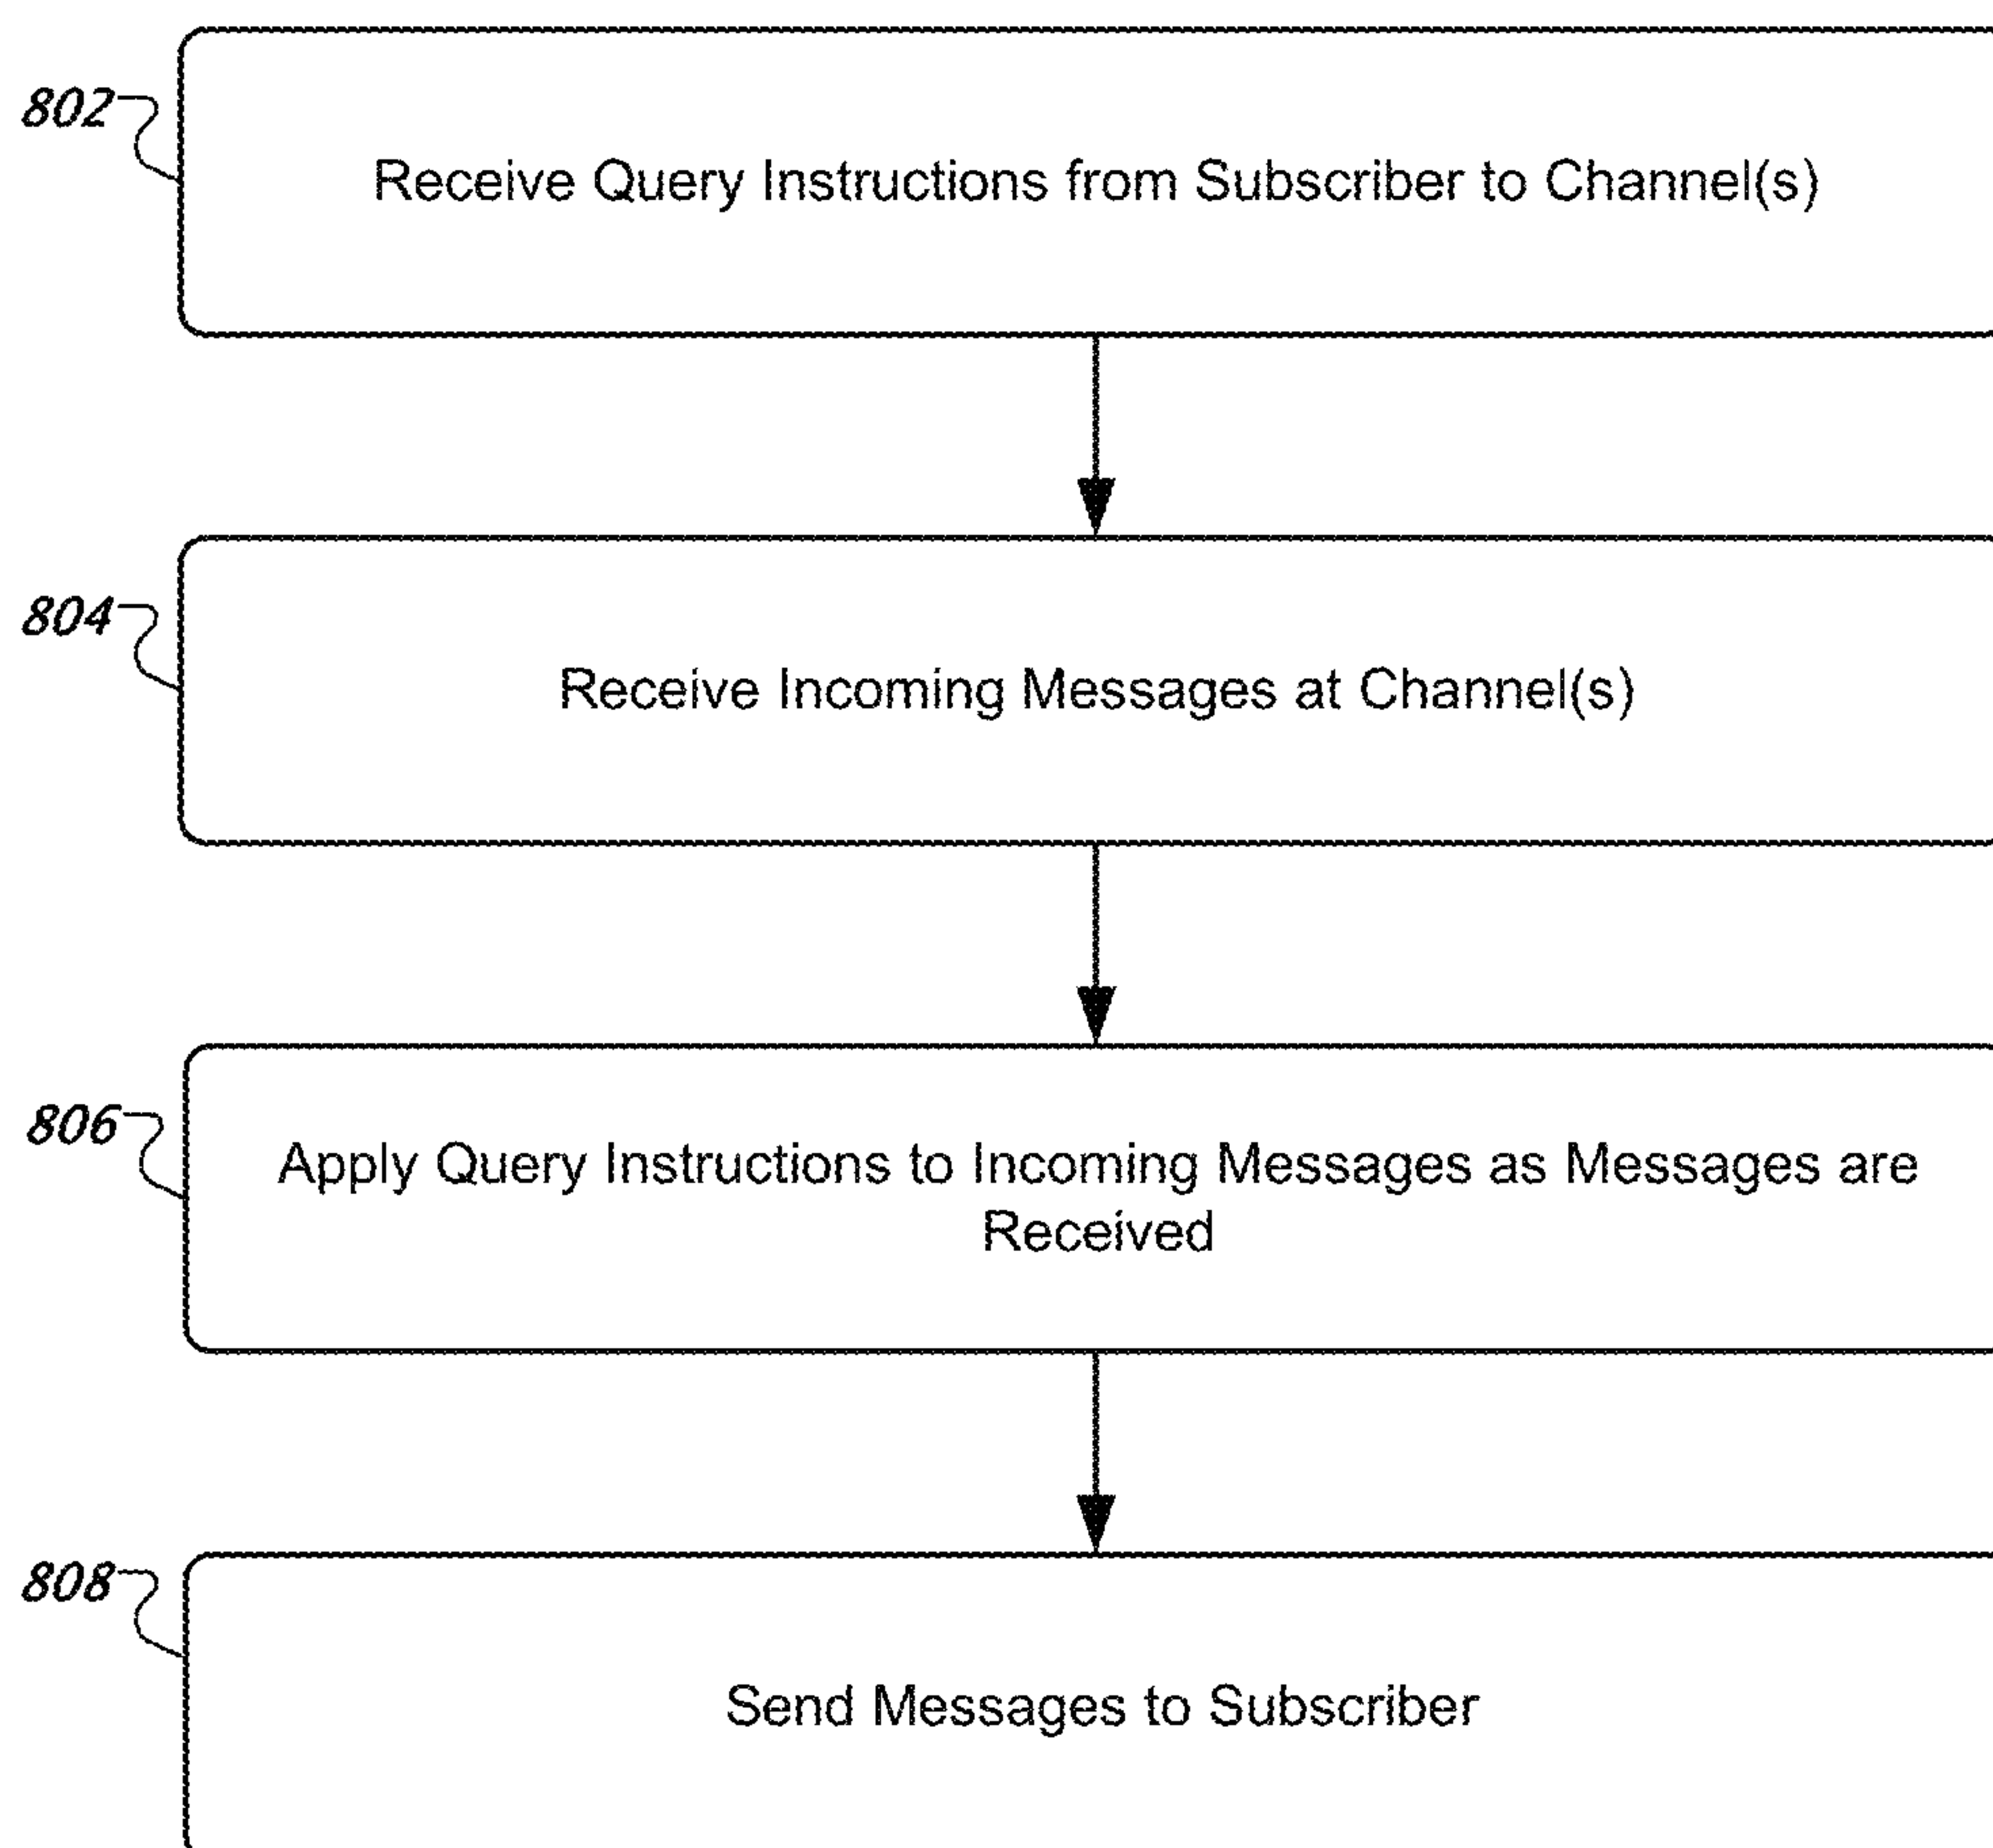 802
Receive Query Instructions from Subscriber to Channel(s)
804
Receive Incoming Messages at Channel(s)
806
Apply Query Instructions to Incoming Messages as Messages are
Received
808
Send Messages to Subscriber